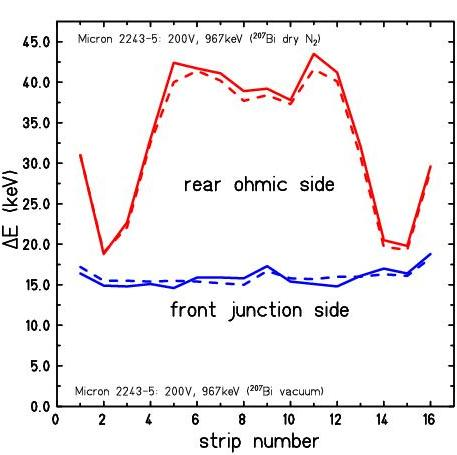 Micron 2243-5: 200V, 967keV (²⁰⁷Bi dry N₂)
45.0
40.0
35.0
30.0
25.0
20.0
15.0
10.0
5.0
0.0
ΔE (keV)
rear ohmic side
front junction side
Micron 2243-5: 200V, 967keV (²⁰⁷Bi vacuum)
0 2 4 6 8 10 12 14 16
strip number